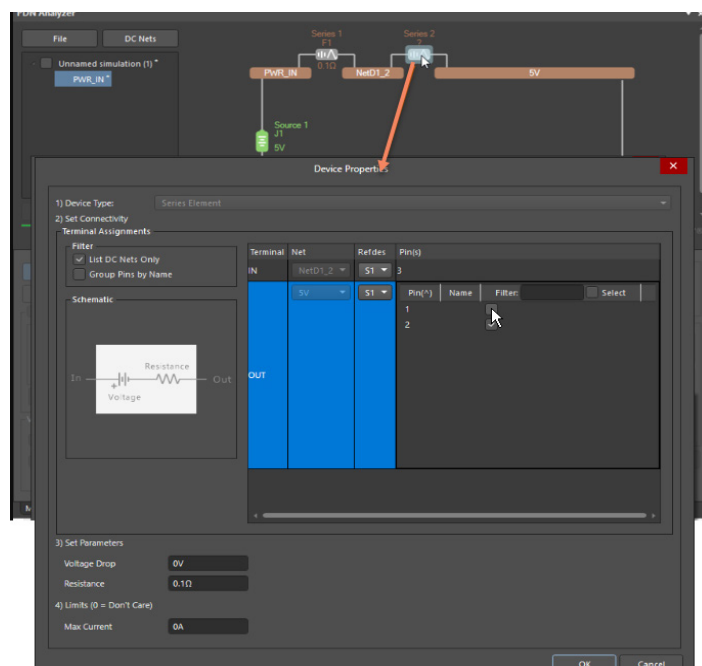 PDN Analyzer
File DC Nets
Unnamed simulation (1) *
PWR_IN *
Series 1
F1
0.1Ω
Series 2
?
PWR_IN NetD1_2 5V
Source 1
J1
5V
Device Properties
1) Device Type: Series Element
2) Set Connectivity
Terminal Assignments
Filter
List DC Nets Only
Group Pins by Name
Schematic
In Voltage Resistance Out
Terminal Net Refdes Pin(s)
IN NetD1_2 S1 3
OUT 5V S1
Pin(^) Name Filter: Select
1
2
3) Set Parameters
Voltage Drop 0V
Resistance 0.1Ω
4) Limits (0 = Don't Care)
Max Current 0A
OK Cancel